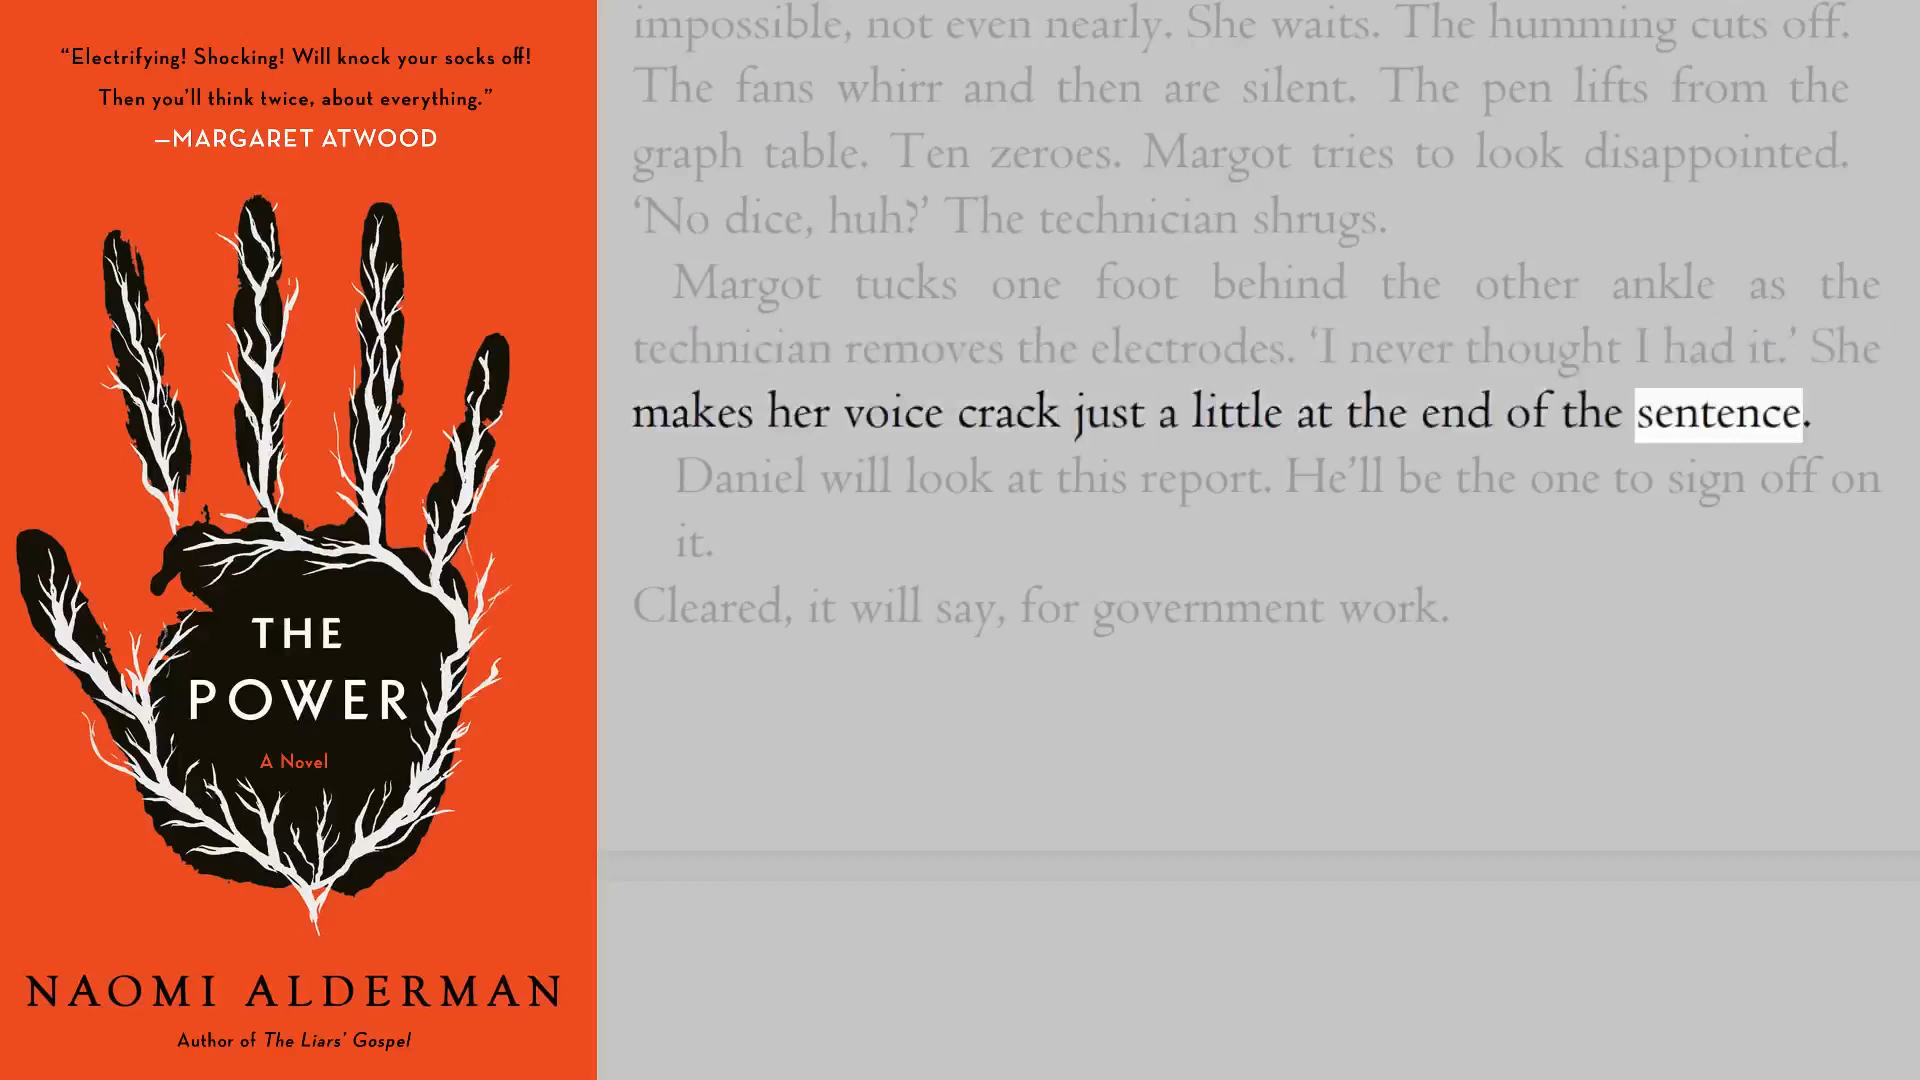 “Electrifying! Shocking! Will knock your socks off!
Then you’ll think twice, about everything.”
—MARGARET ATWOOD
THE
POWER
A Novel
NAOMI ALDERMAN
Author of The Liars’ Gospel
impossible, not even nearly. She waits. The humming cuts off.
The fans whirr and then are silent. The pen lifts from the
graph table. Ten zeroes. Margot tries to look disappointed.
‘No dice, huh?’ The technician shrugs.
Margot tucks one foot behind the other ankle as the
technician removes the electrodes. ‘I never thought I had it.’ She
makes her voice crack just a little at the end of the sentence.
Daniel will look at this report. He’ll be the one to sign off on
it.
Cleared, it will say, for government work.